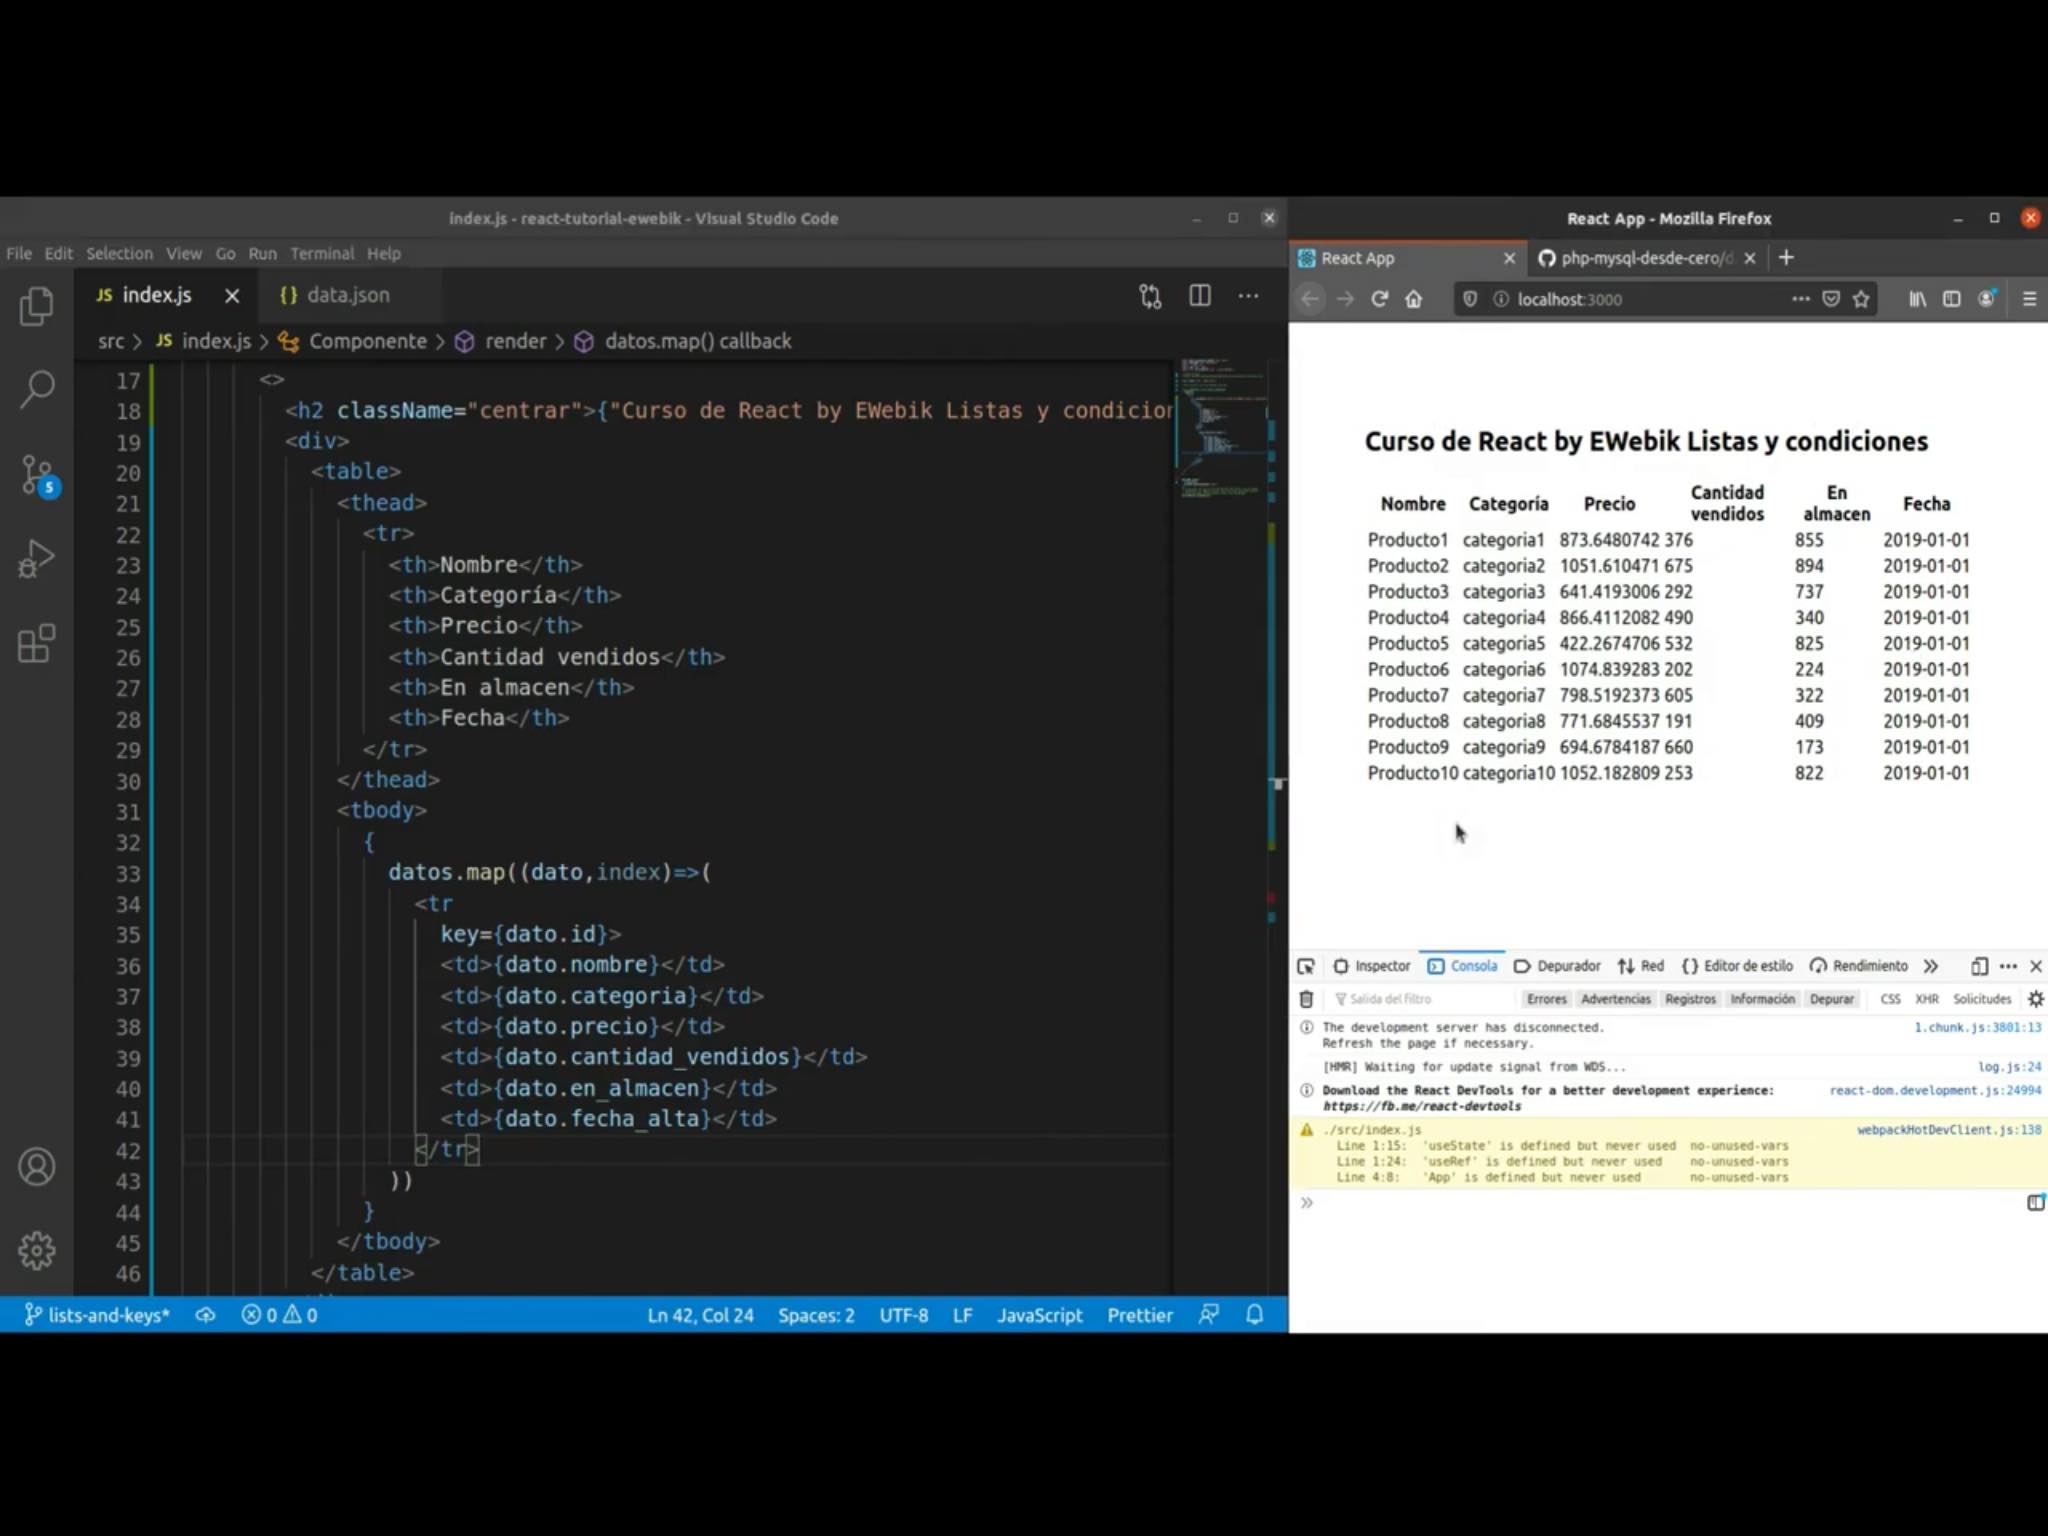 index.js - react-tutorial-ewebik - Visual Studio Code
File Edit Selection View Go Run Terminal Help
JS index.js {} data.json
src > JS index.js > Componente > render > datos.map() callback
5
17 <>
18 <h2 className="centrar">{"Curso de React by EWebik Listas y condicion
19 <div>
20 <table>
21 <thead>
22 <tr>
23 <th>Nombre</th>
24 <th>Categoría</th>
25 <th>Precio</th>
26 <th>Cantidad vendidos</th>
27 <th>En almacen</th>
28 <th>Fecha</th>
29 </tr>
30 </thead>
31 <tbody>
32 {
33 datos.map((dato,index)=>(
34 <tr
35 key={dato.id}>
36 <td>{dato.nombre}</td>
37 <td>{dato.categoria}</td>
38 <td>{dato.precio}</td>
39 <td>{dato.cantidad_vendidos}</td>
40 <td>{dato.en_almacen}</td>
41 <td>{dato.fecha_alta}</td>
42 </tr>
43 ))
44 }
45 </tbody>
46 </table>
lists-and-keys* 0 0 Ln 42, Col 24 Spaces: 2 UTF-8 LF JavaScript Prettier
React App - Mozilla Firefox
React App php-mysql-desde-cero/d
localhost:3000
Curso de React by EWebik Listas y condiciones
Nombre Categoría Precio Cantidad vendidos En almacen Fecha
Producto1 categoria1 873.6480742 376 855 2019-01-01
Producto2 categoria2 1051.610471 675 894 2019-01-01
Producto3 categoria3 641.4193006 292 737 2019-01-01
Producto4 categoria4 866.4112082 490 340 2019-01-01
Producto5 categoria5 422.2674706 532 825 2019-01-01
Producto6 categoria6 1074.839283 202 224 2019-01-01
Producto7 categoria7 798.5192373 605 322 2019-01-01
Producto8 categoria8 771.6845537 191 409 2019-01-01
Producto9 categoria9 694.6784187 660 173 2019-01-01
Producto10 categoria10 1052.182809 253 822 2019-01-01
Inspector Consola Depurador Red {} Editor de estilo Rendimiento
Salida del filtro Errores Advertencias Registros Información Depurar CSS XHR Solicitudes
The development server has disconnected. 1.chunk.js:3801:13
Refresh the page if necessary.
[HMR] Waiting for update signal from WDS... log.js:24
Download the React DevTools for a better development experience: react-dom.development.js:24994
https://fb.me/react-devtools
./src/index.js webpackHotDevClient.js:138
Line 1:15: 'useState' is defined but never used no-unused-vars
Line 1:24: 'useRef' is defined but never used no-unused-vars
Line 4:8: 'App' is defined but never used no-unused-vars